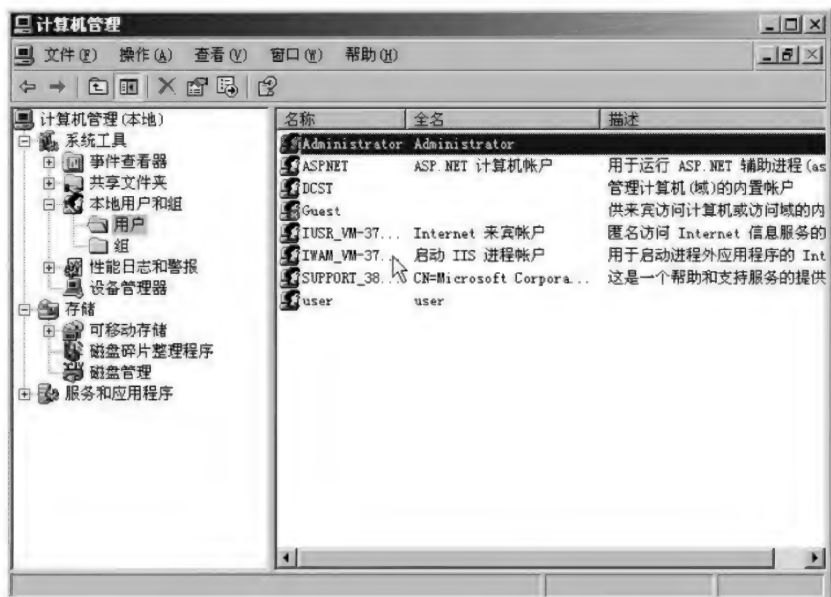 计算机管理
文件(F) 操作(A) 查看(V) 窗口(W) 帮助(H)
计算机管理(本地)
系统工具
事件查看器
共享文件夹
本地用户和组
用户
组
性能日志和警报
设备管理器
存储
可移动存储
磁盘碎片整理程序
磁盘管理
服务和应用程序
名称 全名 描述
Administrator Administrator
ASPNET ASP.NET 计算机帐户 用于运行 ASP.NET 辅助进程(as
DCST 管理计算机(域)的内置帐户
Guest 供来宾访问计算机或访问域的内
IUSR_VM-37... Internet 来宾帐户 匿名访问 Internet 信息服务的
IWAM_VM-37... 启动 IIS 进程帐户 用于启动进程外应用程序的 Int
SUPPORT_38... CN=Microsoft Corpora... 这是一个帮助和支持服务的提供
user user